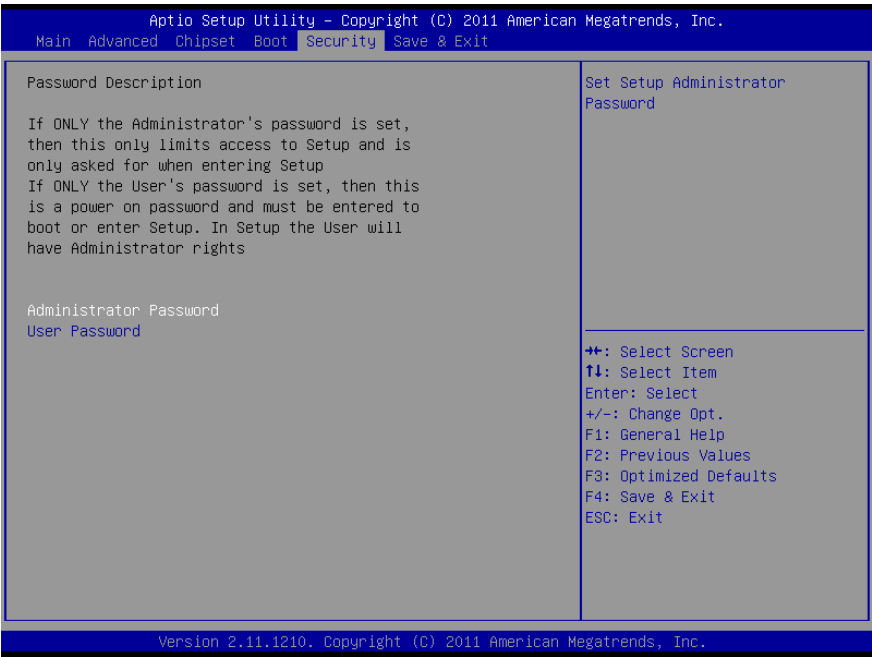 Aptio Setup Utility – Copyright (C) 2011 American Megatrends, Inc.
Main Advanced Chipset Boot Security Save & Exit
Password Description
If ONLY the Administrator's password is set,
then this only limits access to Setup and is
only asked for when entering Setup
If ONLY the User's password is set, then this
is a power on password and must be entered to
boot or enter Setup. In Setup the User will
have Administrator rights
Administrator Password
User Password
Set Setup Administrator
Password
→←: Select Screen
↑↓: Select Item
Enter: Select
+/-: Change Opt.
F1: General Help
F2: Previous Values
F3: Optimized Defaults
F4: Save & Exit
ESC: Exit
Version 2.11.1210. Copyright (C) 2011 American Megatrends, Inc.